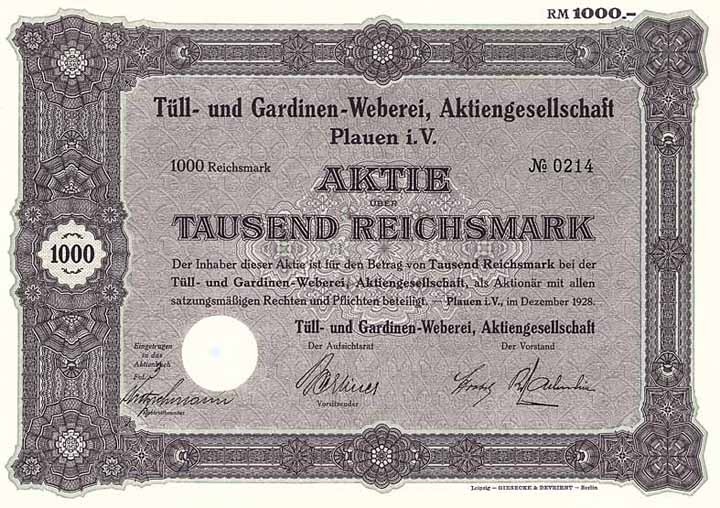 RM 1000.–
Tüll- und Gardinen-Weberei, Aktiengesellschaft
Plauen i.V.
1000 Reichsmark
№ 0214
AKTIE
ÜBER
TAUSEND REICHSMARK
1000
Der Inhaber dieser Aktie ist für den Betrag von Tausend Reichsmark bei der
Tüll- und Gardinen-Weberei, Aktiengesellschaft, als Aktionär mit allen
satzungsmäßigen Rechten und Pflichten beteiligt. — Plauen i.V., im Dezember 1928.
Tüll- und Gardinen-Weberei, Aktiengesellschaft
Eingetragen
in das
Aktienbuch
Fol.
Der Aufsichtsrat
Der Vorstand
Vorsitzender
Leipzig – GIESECKE & DEVRIENT – Berlin